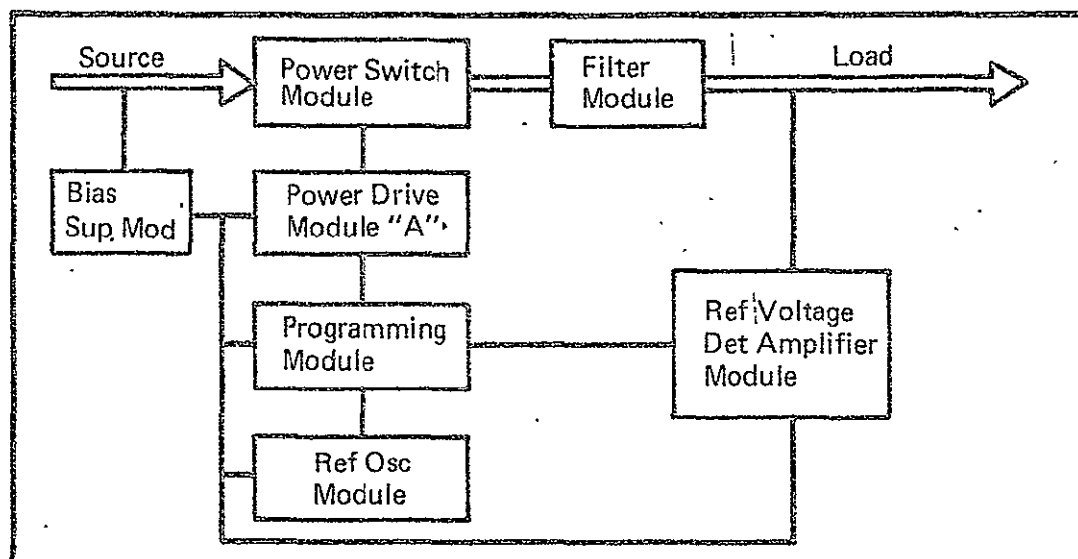 Source
Power Switch
Module
Filter
Module
Load
Bias
Sup. Mod
Power Drive
Module "A"
Programming
Module
Ref Voltage
Det Amplifier
Module
Ref Osc
Module